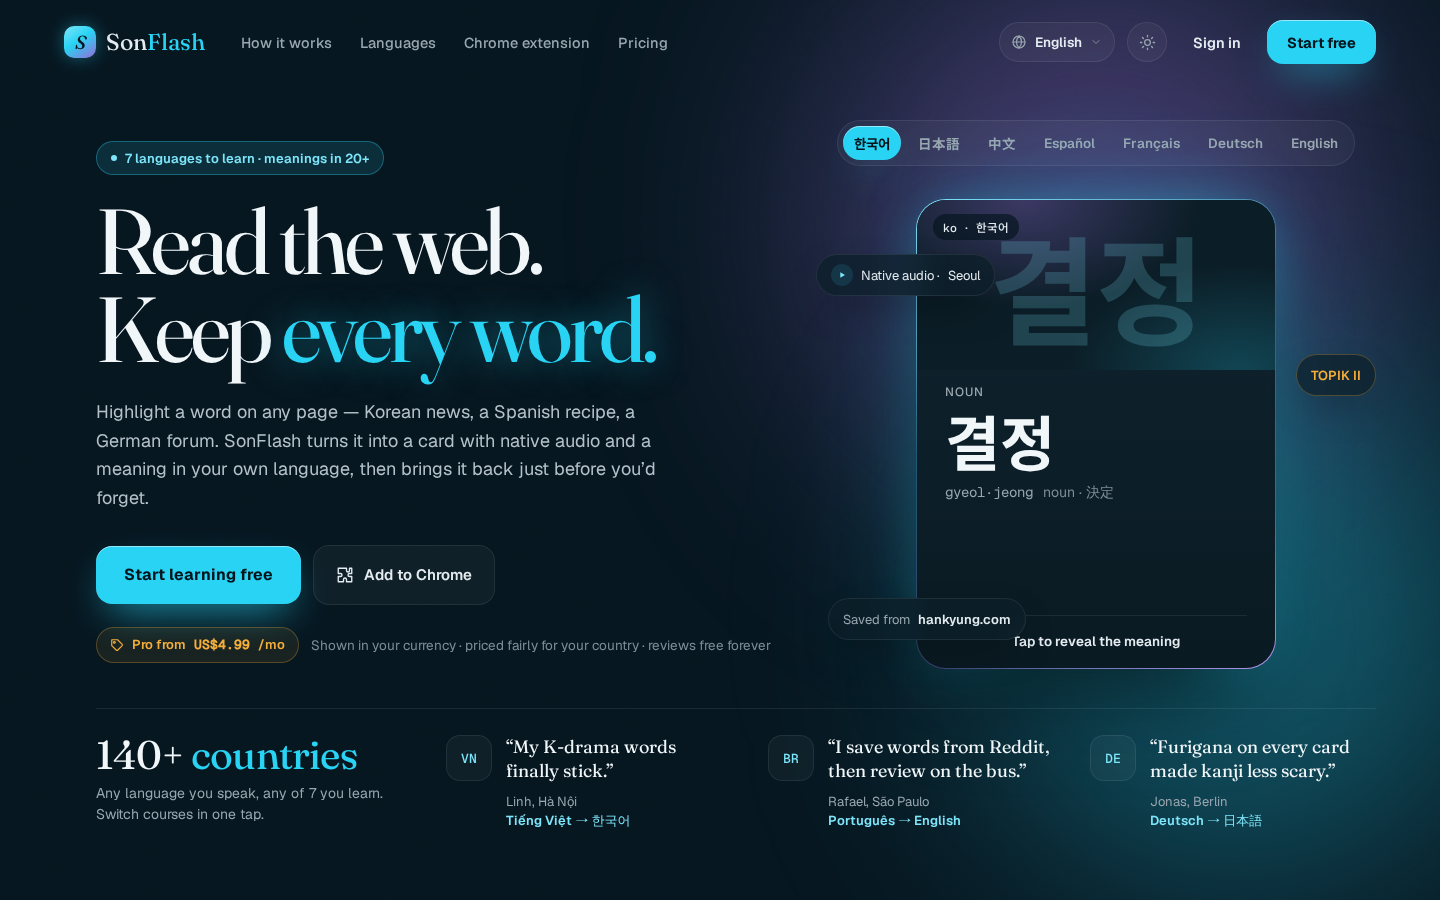 S SonFlash How it works Languages Chrome extension Pricing English Sign in Start free
7 languages to learn · meanings in 20+
Read the web.
Keep every word.
Highlight a word on any page — Korean news, a Spanish recipe, a
German forum. SonFlash turns it into a card with native audio and a
meaning in your own language, then brings it back just before you’d
forget.
Start learning free Add to Chrome
Pro from US$4.99 /mo Shown in your currency · priced fairly for your country · reviews free forever
한국어 日本語 中文 Español Français Deutsch English
ko · 한국어
결정
Native audio · Seoul
TOPIK II
NOUN
결정
gyeol·jeong noun · 決定
Saved from hankyung.com
Tap to reveal the meaning
140+ countries
Any language you speak, any of 7 you learn.
Switch courses in one tap.
VN
“My K-drama words
finally stick.”
Linh, Hà Nội
Tiếng Việt → 한국어
BR
“I save words from Reddit,
then review on the bus.”
Rafael, São Paulo
Português → English
DE
“Furigana on every card
made kanji less scary.”
Jonas, Berlin
Deutsch → 日本語